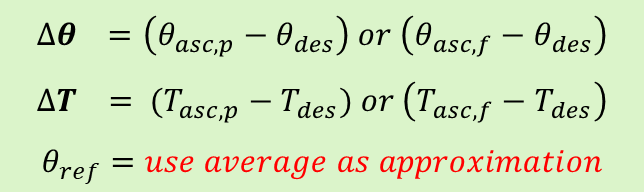 Δθ = (θ_asc,p − θ_des) or (θ_asc,f − θ_des)
ΔT = (T_asc,p − T_des) or (T_asc,f − T_des)
θ_ref = use average as approximation